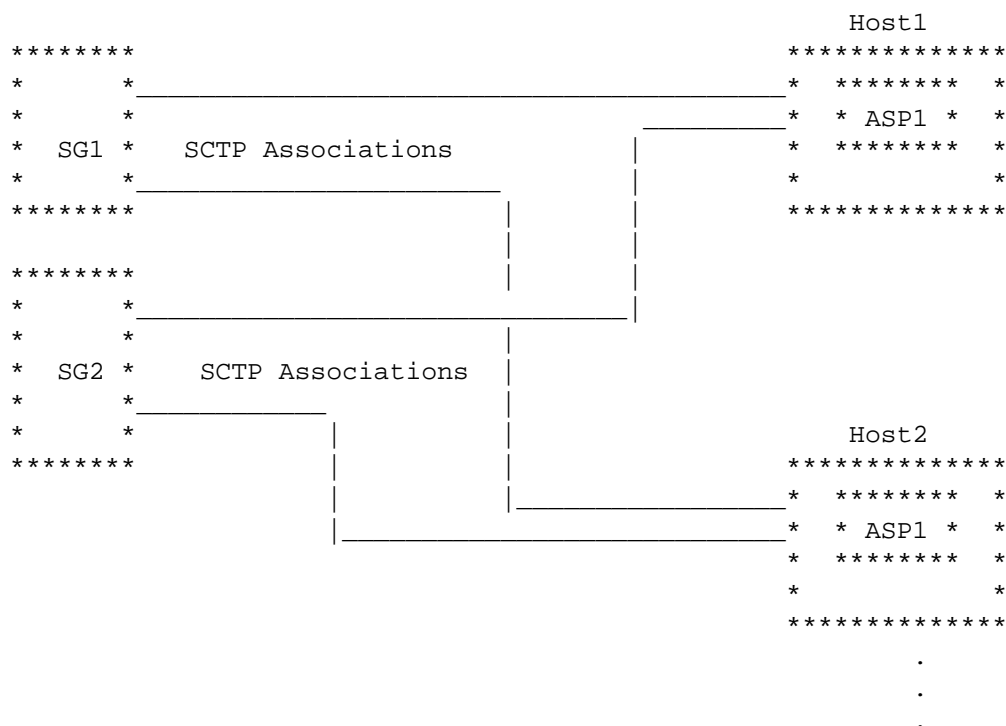 Host1
ASP1
SG1 SCTP Associations
SG2 SCTP Associations
Host2
ASP1